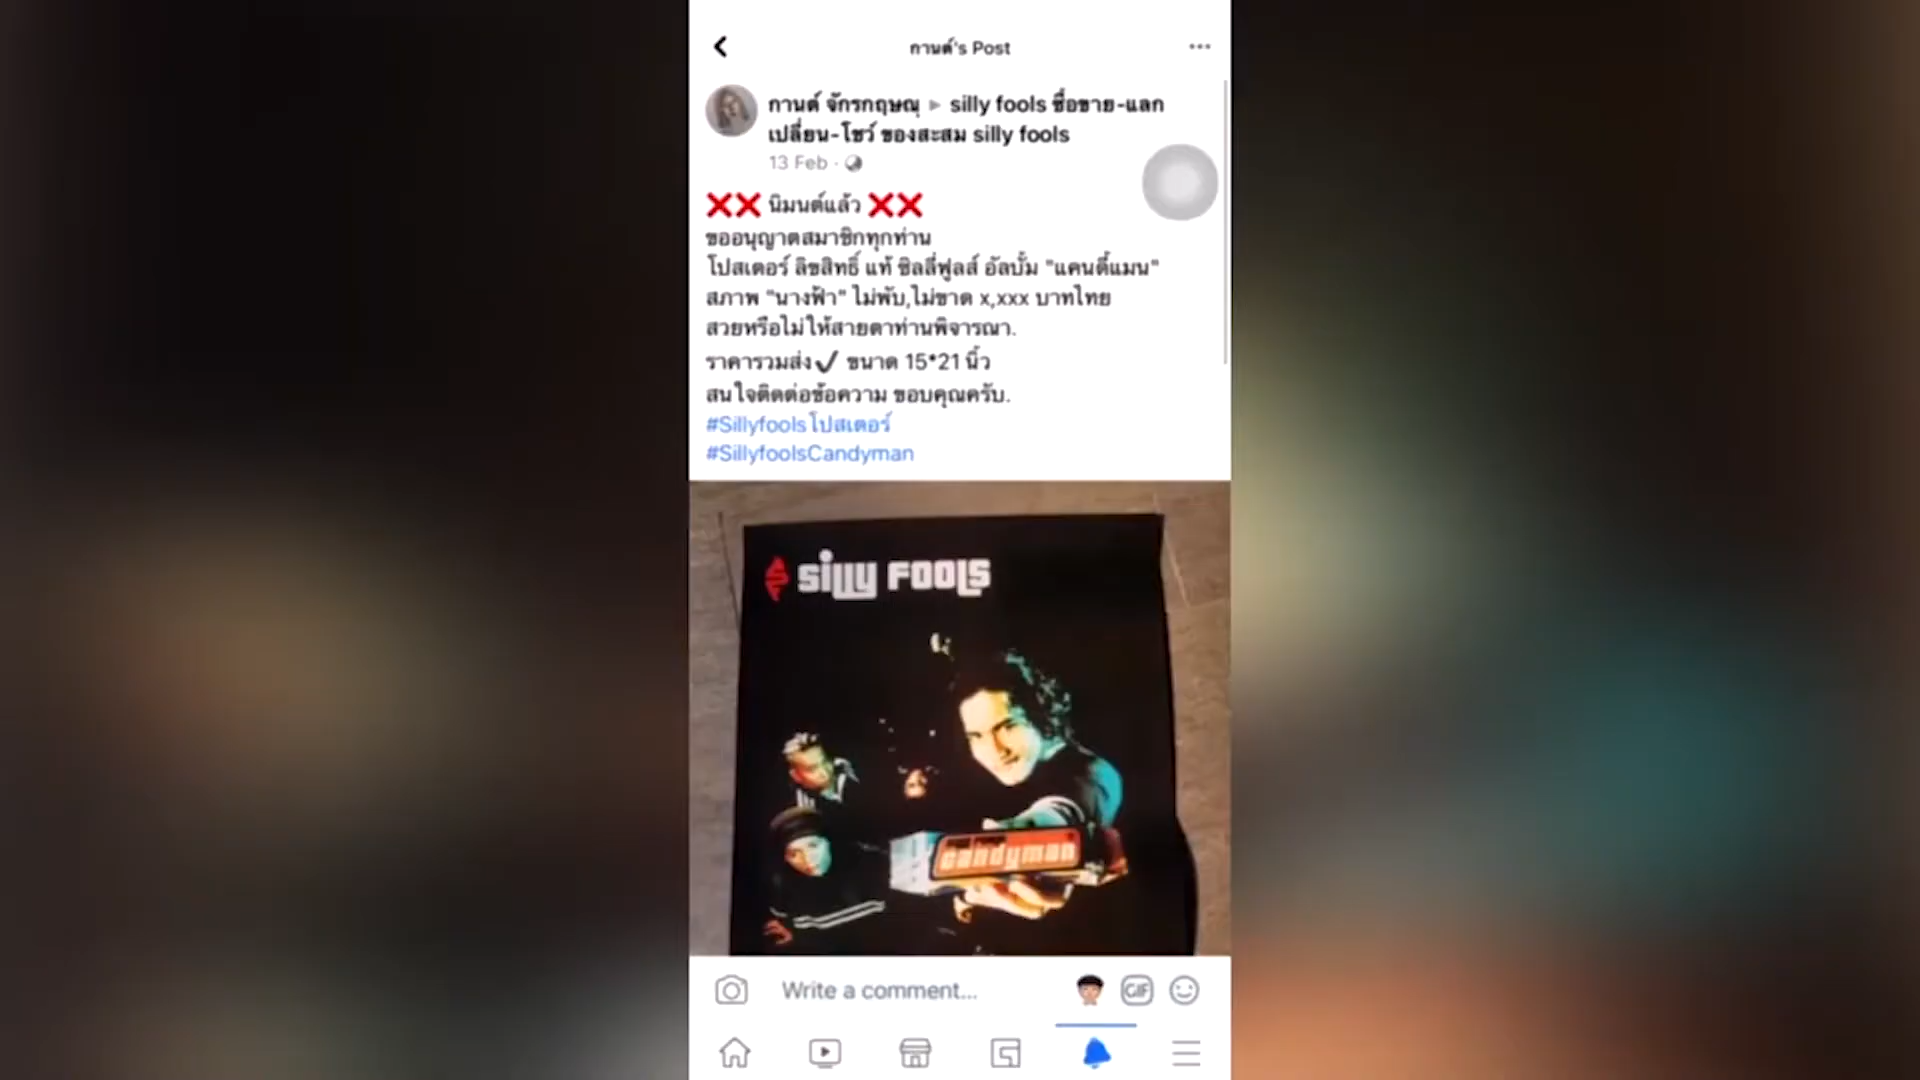 กานต์'s Post
กานต์ จักรกฤษณุ ▸ silly fools ซื้อขาย-แลก
เปลี่ยน-โชว์ ของสะสม silly fools
13 Feb ·
❌❌ นิมนต์แล้ว ❌❌
ขออนุญาตสมาชิกทุกท่าน
โปสเตอร์ ลิขสิทธิ์ แท้ ซิลลี่ฟูลส์ อัลบั้ม "แคนดี้แมน"
สภาพ "นางฟ้า" ไม่พับ,ไม่ขาด x,xxx บาทไทย
สวยหรือไม่ให้สายตาท่านพิจารณา.
ราคารวมส่ง✔ ขนาด 15*21 นิ้ว
สนใจติดต่อข้อความ ขอบคุณครับ.
#Sillyfoolsโปสเตอร์
#SillyfoolsCandyman
silly fools
candyman
Write a comment...
GIF